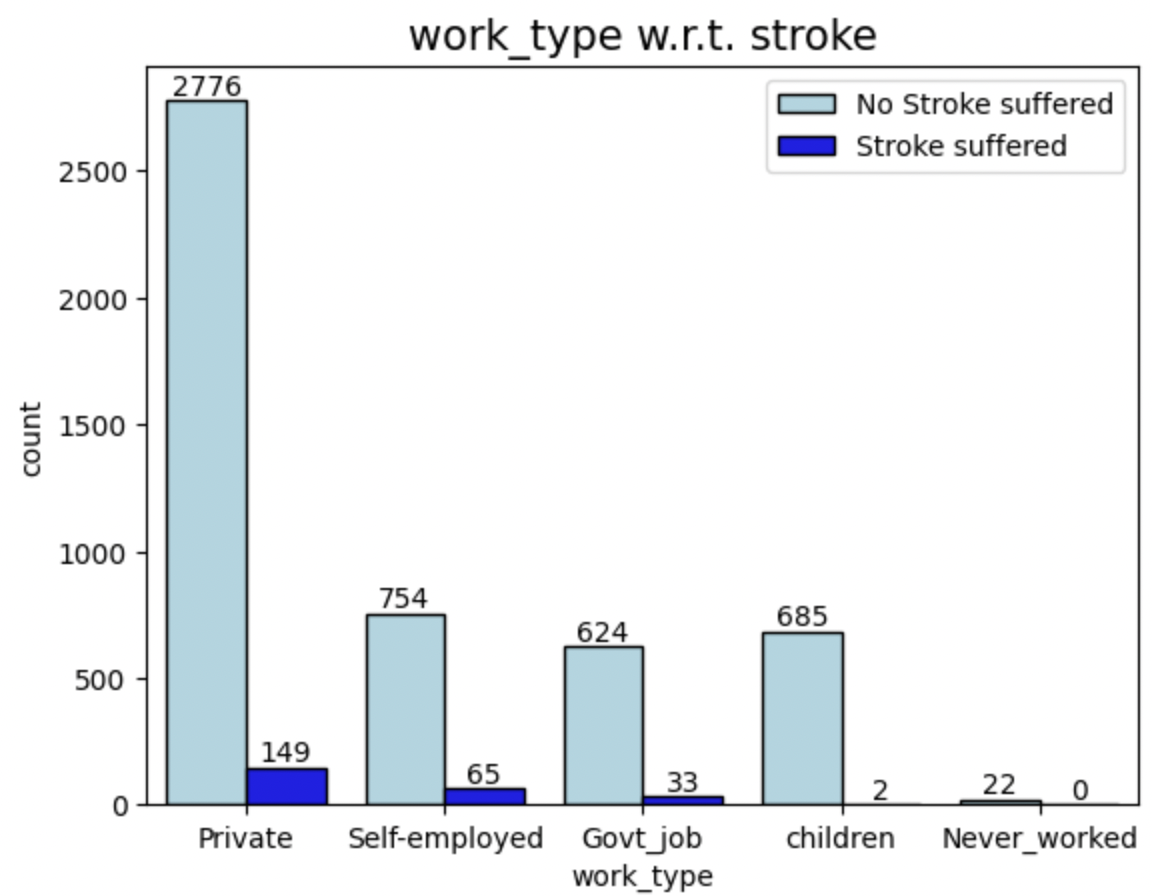 work_type w.r.t. stroke
No Stroke suffered
Stroke suffered
2776
149
754
65
624
33
685
2
22
0
count
2500
2000
1500
1000
500
0
Private Self-employed Govt_job children Never_worked
work_type